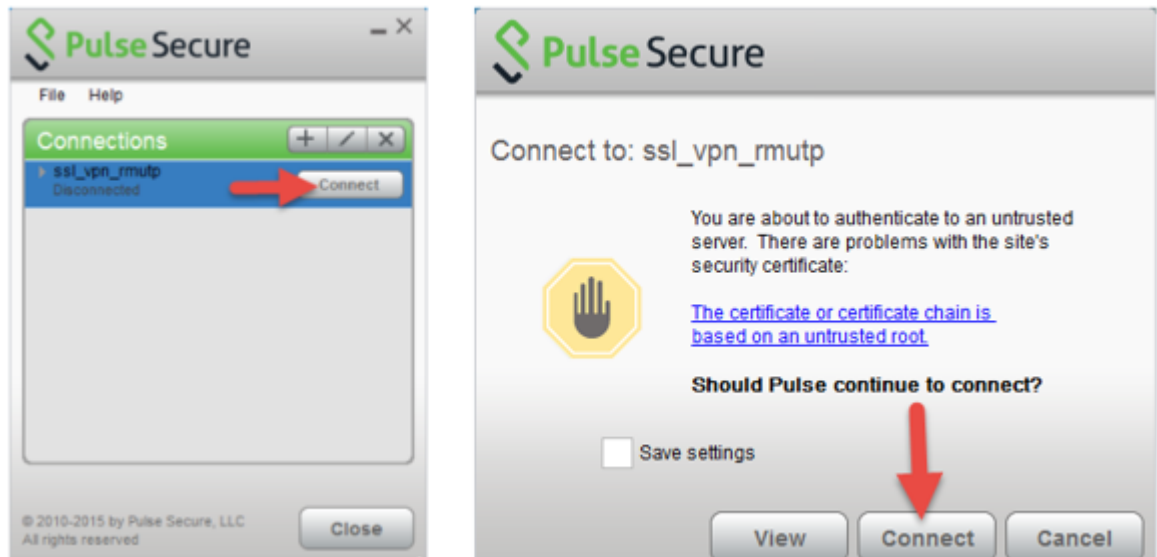 Pulse Secure
File Help
Connections
ssl_vpn_rmutp
Disconnected
Connect
© 2010-2015 by Pulse Secure, LLC
All rights reserved
Close
Pulse Secure
Connect to: ssl_vpn_rmutp
You are about to authenticate to an untrusted
server. There are problems with the site's
security certificate:
The certificate or certificate chain is
based on an untrusted root.
Should Pulse continue to connect?
Save settings
View
Connect
Cancel